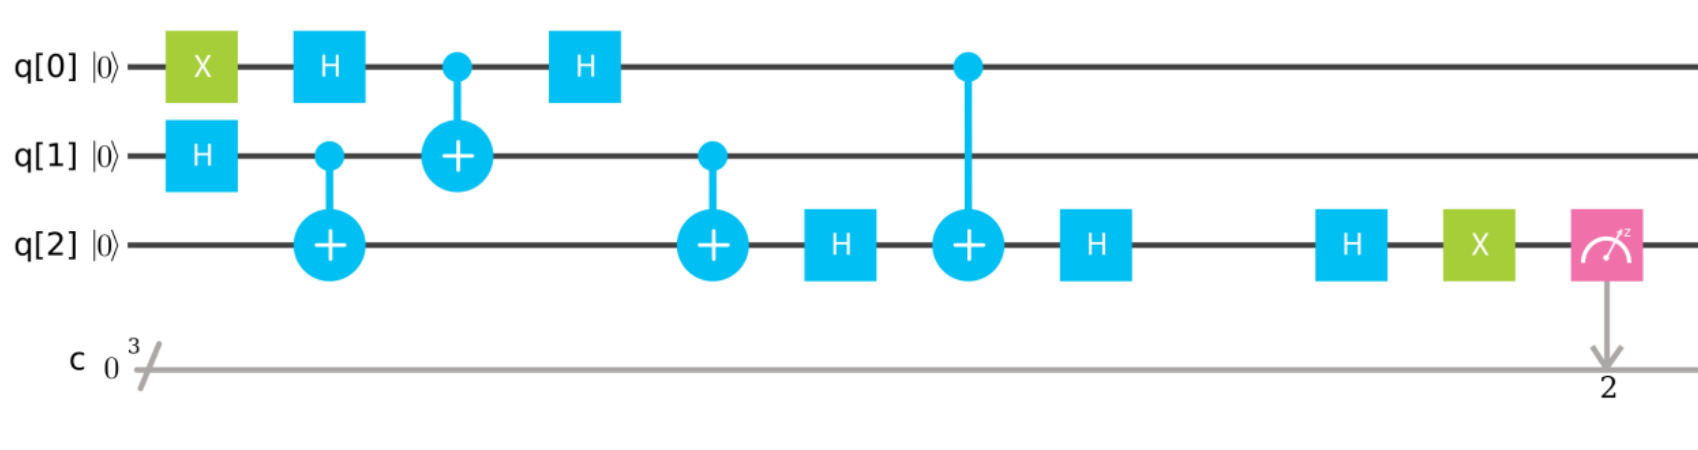 q[0] |0⟩ X H H
q[1] |0⟩ H
q[2] |0⟩ H H H X z
c 0 3
2